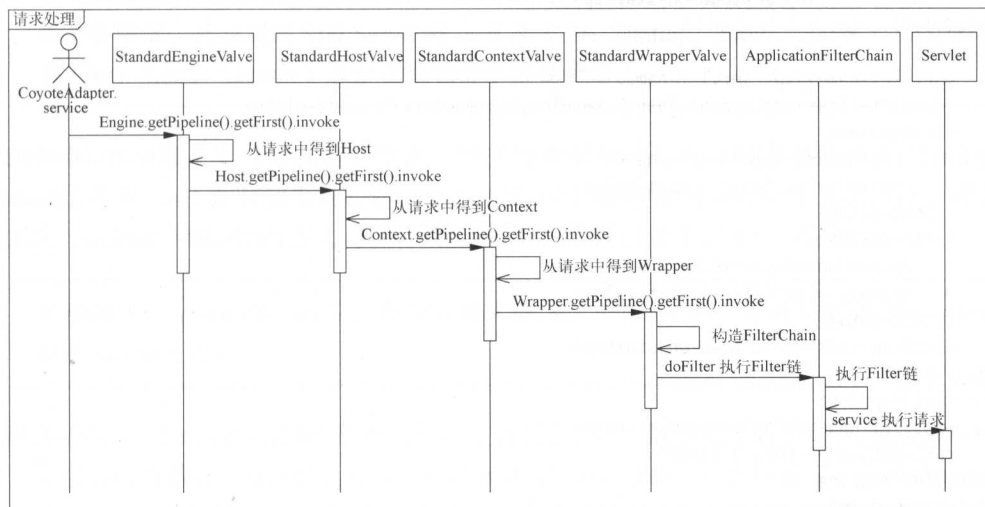 请求处理
CoyoteAdapter.
service
StandardEngineValve
StandardHostValve
StandardContextValve
StandardWrapperValve
ApplicationFilterChain
Servlet
Engine.getPipeline().getFirst().invoke
从请求中得到Host
Host.getPipeline().getFirst().invoke
从请求中得到Context
Context.getPipeline().getFirst().invoke
从请求中得到Wrapper
Wrapper.getPipeline().getFirst().invoke
构造FilterChain
doFilter 执行Filter链
执行Filter链
service 执行请求